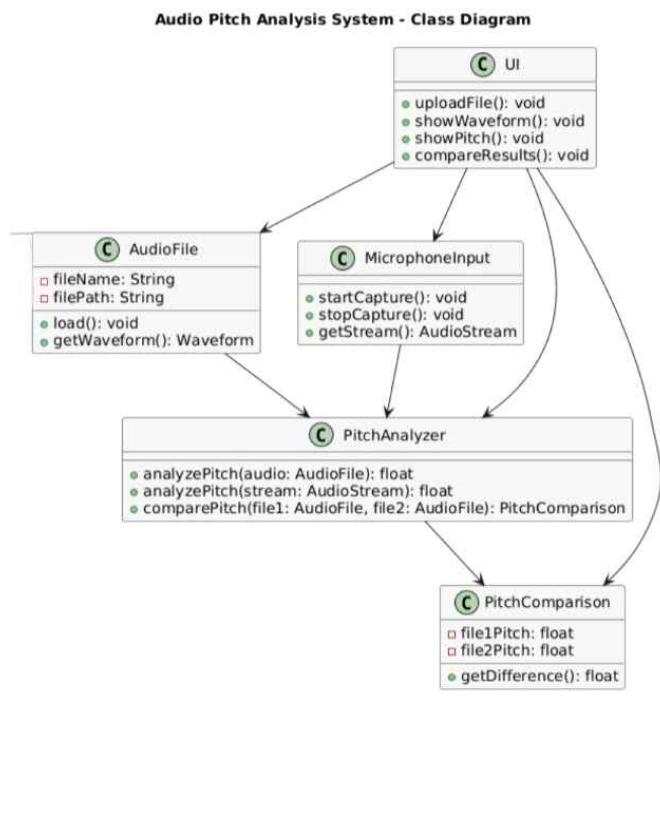 Audio Pitch Analysis System - Class Diagram
C UI
uploadFile(): void
showWaveform(): void
showPitch(): void
compareResults(): void
C AudioFile
fileName: String
filePath: String
load(): void
getWaveform(): Waveform
C MicrophoneInput
startCapture(): void
stopCapture(): void
getStream(): AudioStream
C PitchAnalyzer
analyzePitch(audio: AudioFile): float
analyzePitch(stream: AudioStream): float
comparePitch(file1: AudioFile, file2: AudioFile): PitchComparison
C PitchComparison
file1Pitch: float
file2Pitch: float
getDifference(): float